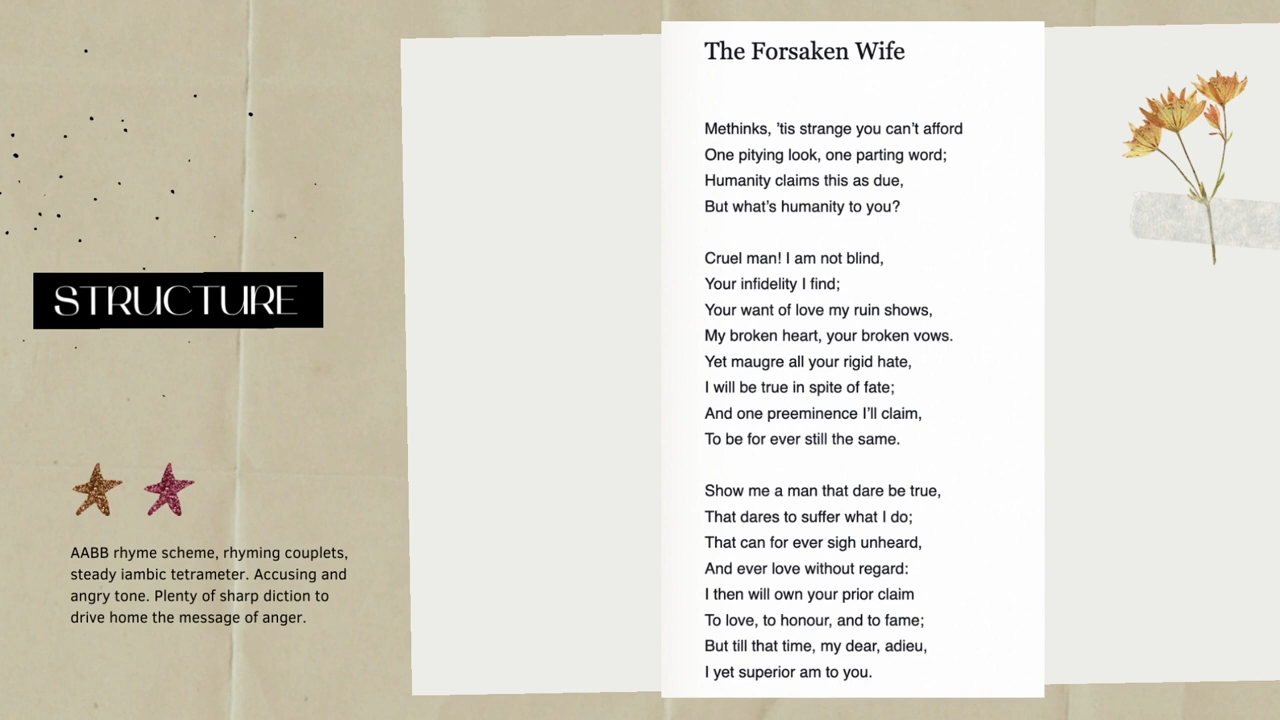 STRUCTURE
AABB rhyme scheme, rhyming couplets,
steady iambic tetrameter. Accusing and
angry tone. Plenty of sharp diction to
drive home the message of anger.
The Forsaken Wife
Methinks, ’tis strange you can’t afford
One pitying look, one parting word;
Humanity claims this as due,
But what’s humanity to you?
Cruel man! I am not blind,
Your infidelity I find;
Your want of love my ruin shows,
My broken heart, your broken vows.
Yet maugre all your rigid hate,
I will be true in spite of fate;
And one preeminence I’ll claim,
To be for ever still the same.
Show me a man that dare be true,
That dares to suffer what I do;
That can for ever sigh unheard,
And ever love without regard:
I then will own your prior claim
To love, to honour, and to fame;
But till that time, my dear, adieu,
I yet superior am to you.